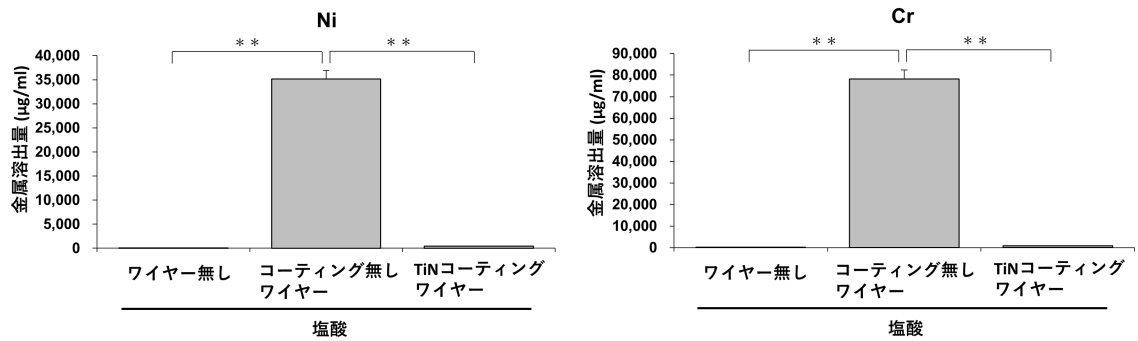 Ni
**
**
金属溶出量 (μg/ml)
40,000
35,000
30,000
25,000
20,000
15,000
10,000
5,000
0
ワイヤー無し
コーティング無し
ワイヤー
TiNコーティング
ワイヤー
塩酸
Cr
**
**
金属溶出量 (μg/ml)
90,000
80,000
70,000
60,000
50,000
40,000
30,000
20,000
10,000
0
ワイヤー無し
コーティング無し
ワイヤー
TiNコーティング
ワイヤー
塩酸